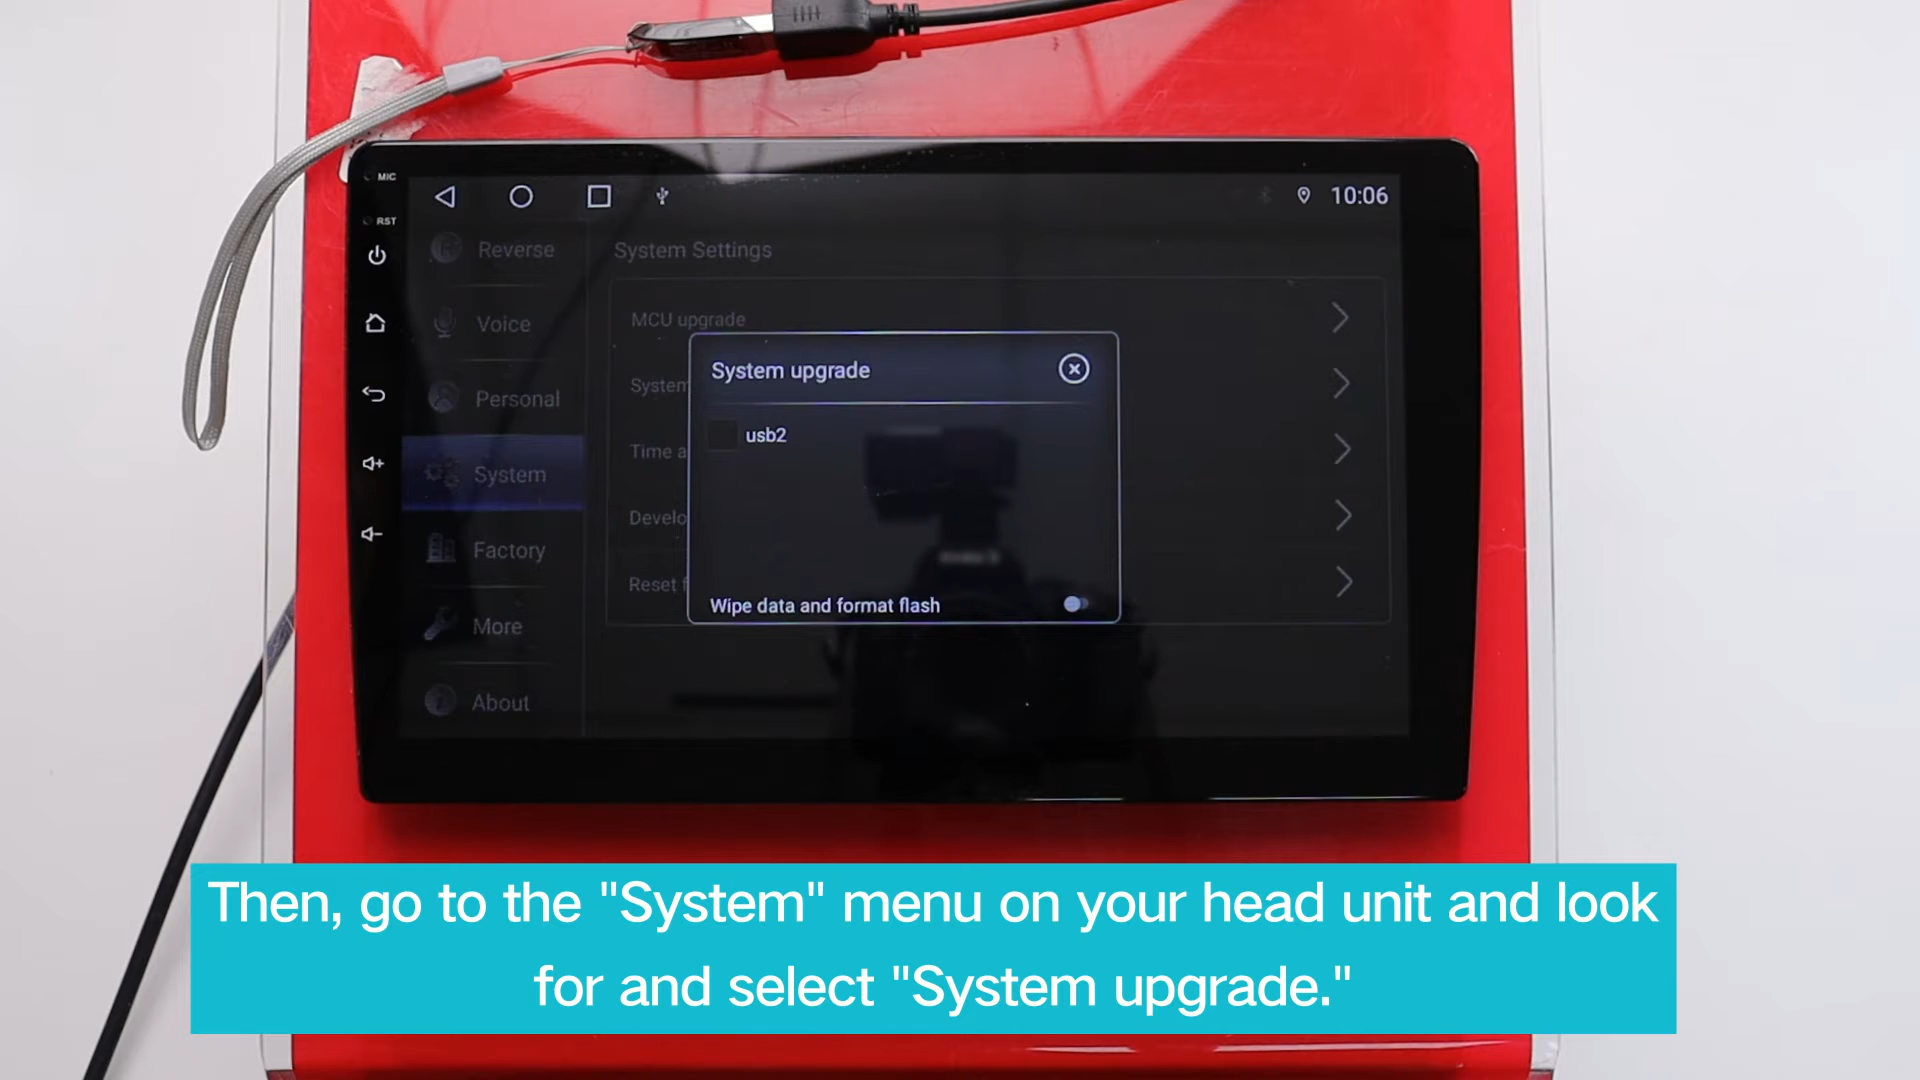 MIC
RST
10:06
Reverse
Voice
Personal
System
Factory
More
About
System Settings
MCU upgrade
System
Time a
Develo
Reset f
System upgrade
usb2
Wipe data and format flash
Then, go to the "System" menu on your head unit and look
for and select "System upgrade."